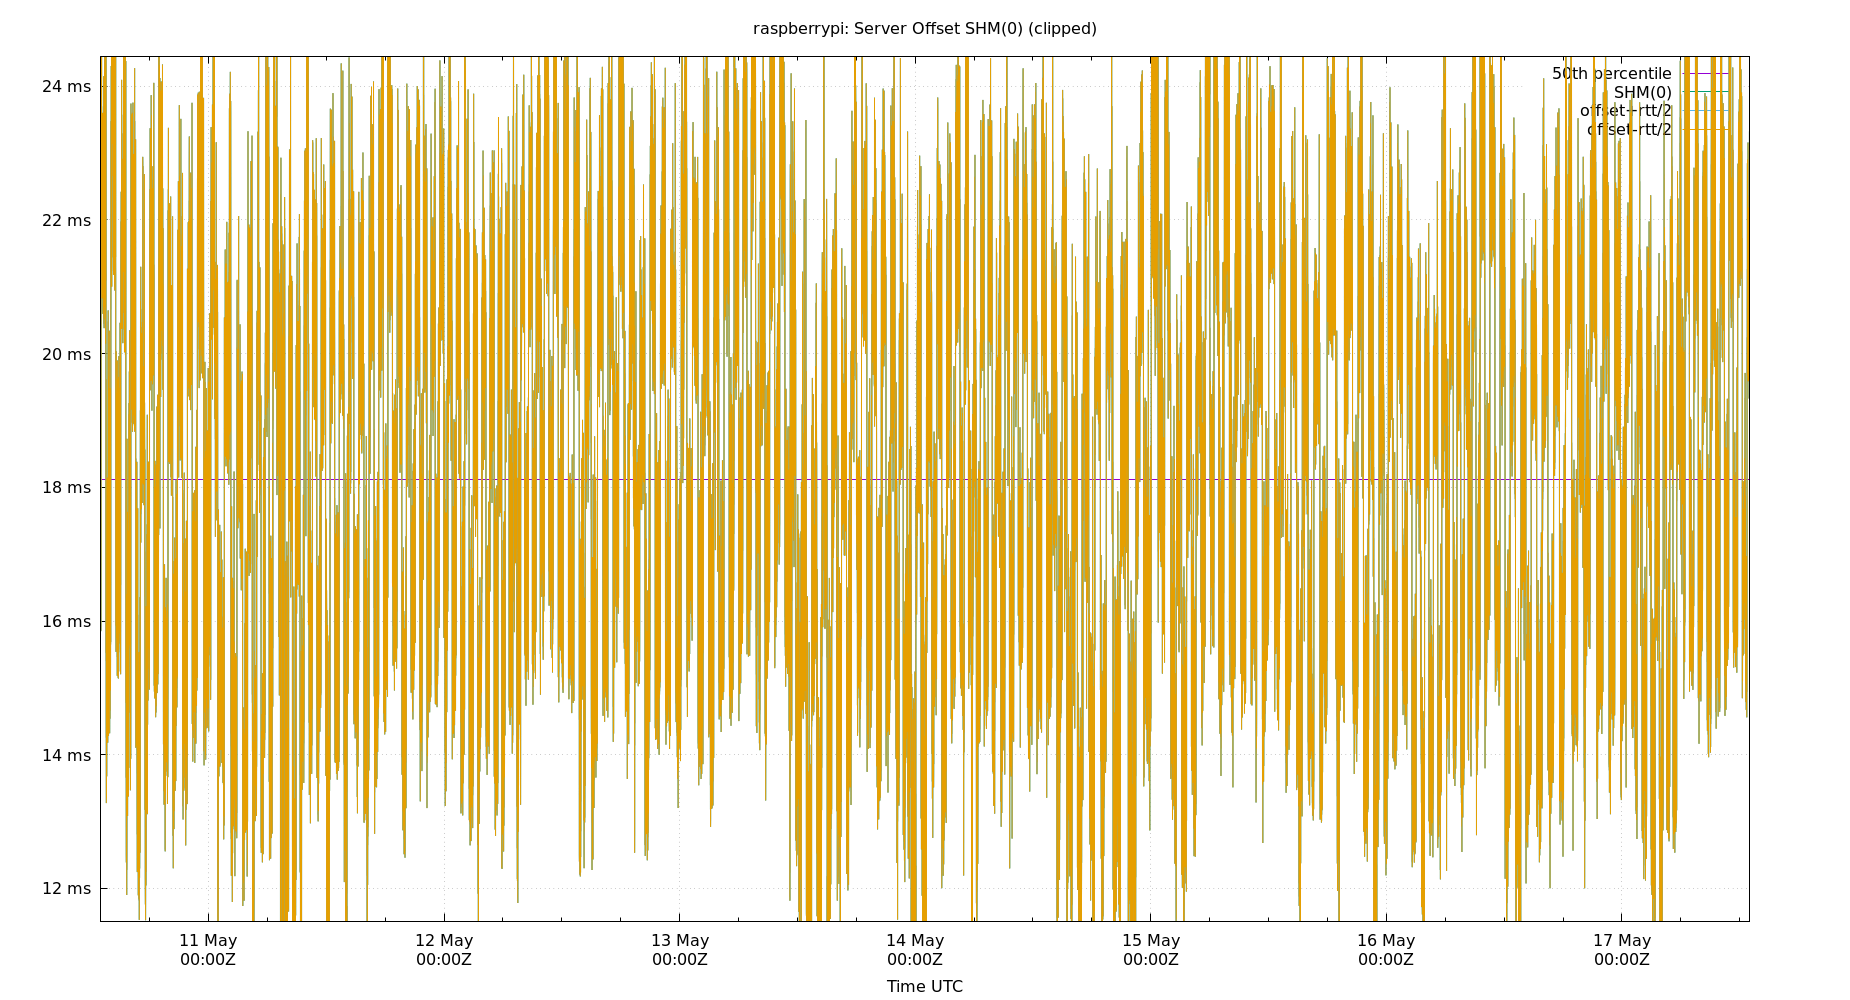 raspberrypi: Server Offset SHM(0) (clipped)
50th percentile
SHM(0)
offset+rtt/2
offset-rtt/2
24 ms
22 ms
20 ms
18 ms
16 ms
14 ms
12 ms
11 May 12 May 13 May 14 May 15 May 16 May 17 May
00:00Z 00:00Z 00:00Z 00:00Z 00:00Z 00:00Z 00:00Z
Time UTC